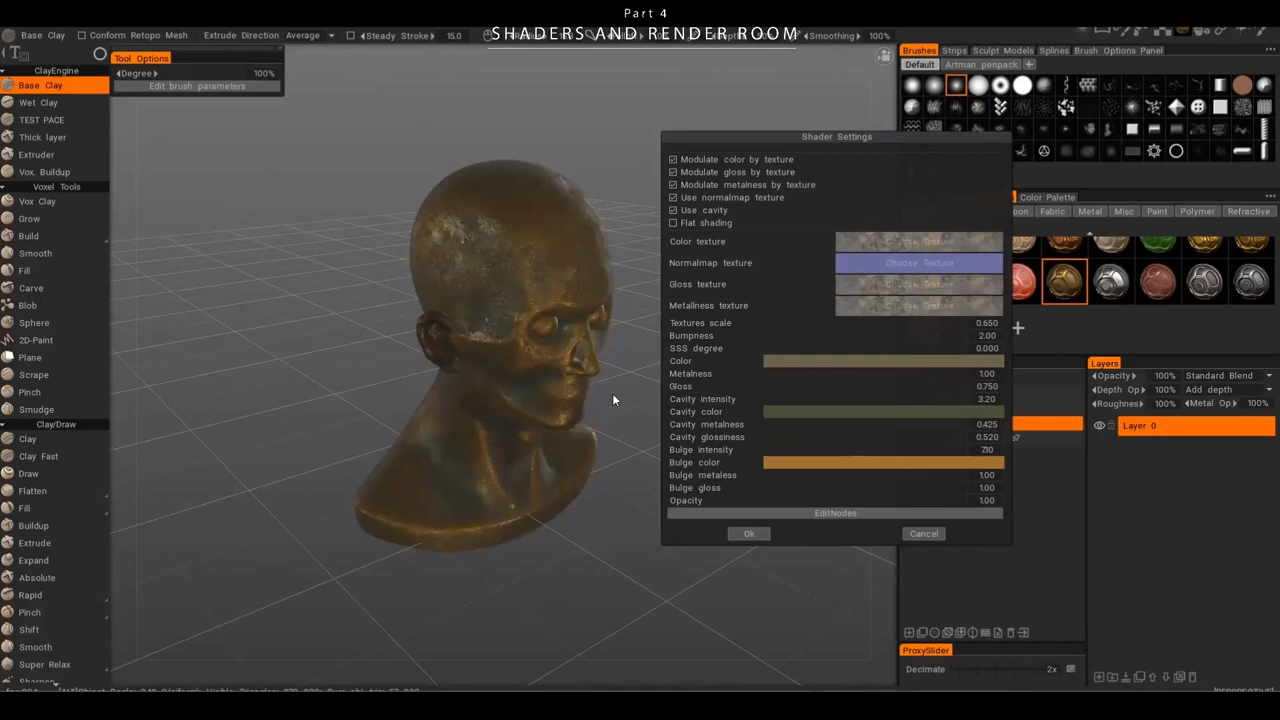 Part 4
SHADERS AND RENDER ROOM
Base Clay
Conform Retopo Mesh
Extrude Direction
Average
Steady Stroke
15.0
Smoothing
100%
Tool Options
Degree
100%
Edit brush parameters
ClayEngine
Base Clay
Wet Clay
TEST PACE
Thick layer
Extruder
Vox. Buildup
Voxel Tools
Vox Clay
Grow
Build
Smooth
Fill
Carve
Blob
Sphere
2D-Paint
Plane
Scrape
Pinch
Smudge
Clay/Draw
Clay
Clay Fast
Draw
Flatten
Fill
Buildup
Extrude
Expand
Absolute
Rapid
Pinch
Shift
Smooth
Super Relax
Shader Settings
Modulate color by texture
Modulate gloss by texture
Modulate metalness by texture
Use normalmap texture
Use cavity
Flat shading
Color texture
Choose Texture
Normalmap texture
Choose Texture
Gloss texture
Choose Texture
Metallness texture
Choose Texture
Textures scale 0.650
Bumpness 2.00
SSS degree 0.000
Color
Metalness 1.00
Gloss 0.750
Cavity intensity 3.20
Cavity color
Cavity metalness 0.425
Cavity glossiness 0.520
Bulge intensity 7.10
Bulge color
Bulge metaless 1.00
Bulge gloss 1.00
Opacity 1.00
EditNodes
Ok
Cancel
Brushes Strips Sculpt Models Splines Brush Options Panel
Default Artman penpack
Color Palette
Fabric Metal Misc Paint Polymer Refractive
Layers
Opacity 100% Standard Blend
Depth Op 100% Add depth
Roughness 100% Metal Op 100%
Layer 0
ProxySlider
Decimate 2x